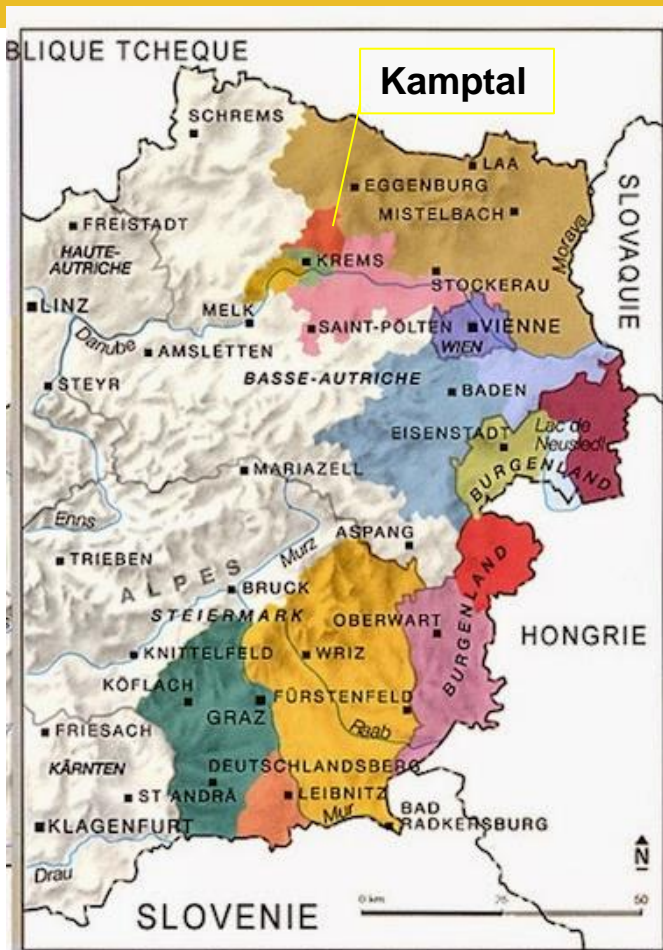 BLIQUE TCHEQUE
Kamptal
SCHREMS
LAA
EGGENBURG
MISTELBACH
SLOVAQUIE
Morava
FREISTADT
HAUTE-
AUTRICHE
KREMS
STOCKERAU
LINZ
MELK
SAINT-PÖLTEN
VIENNE
WIEN
Danube
AMSLETTEN
BASSE-AUTRICHE
STEYR
BADEN
EISENSTADT
Lac de
Neusiedl
BURGENLAND
MARIAZELL
Enns
ASPANG
Murz
TRIEBEN
ALPES
BRUCK
BURGENLAND
STEIERMARK
OBERWART
HONGRIE
KNITTELFELD
WRIZ
KÖFLACH
FÜRSTENFELD
GRAZ
Raab
FRIESACH
KÄRNTEN
DEUTSCHLANDSBERG
ST ANDRÄ
LEIBNITZ
Mur
BAD
RADKERSBURG
KLAGENFURT
Drau
N
0 km 25 50
SLOVENIE